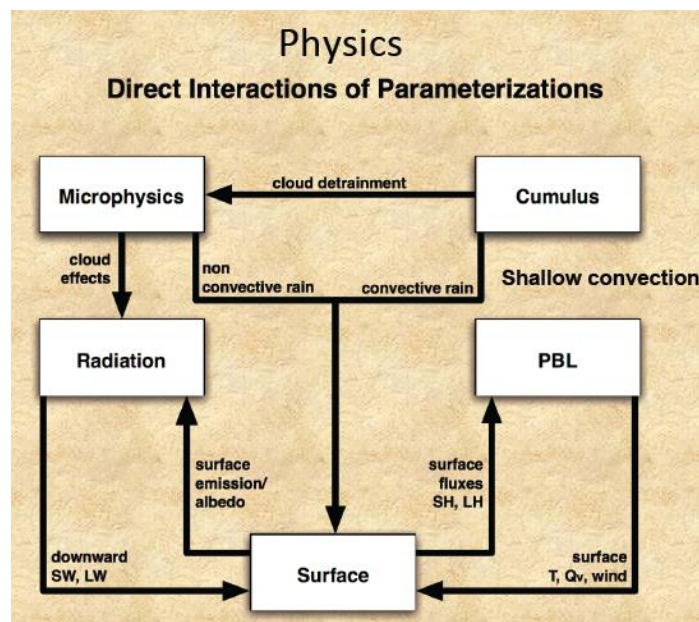 Physics
Direct Interactions of Parameterizations
Microphysics
cloud detrainment
Cumulus
cloud
effects
non
convective rain
convective rain
Shallow convection
Radiation
PBL
surface
emission/
albedo
surface
fluxes
SH, LH
downward
SW, LW
Surface
surface
T, Qv, wind